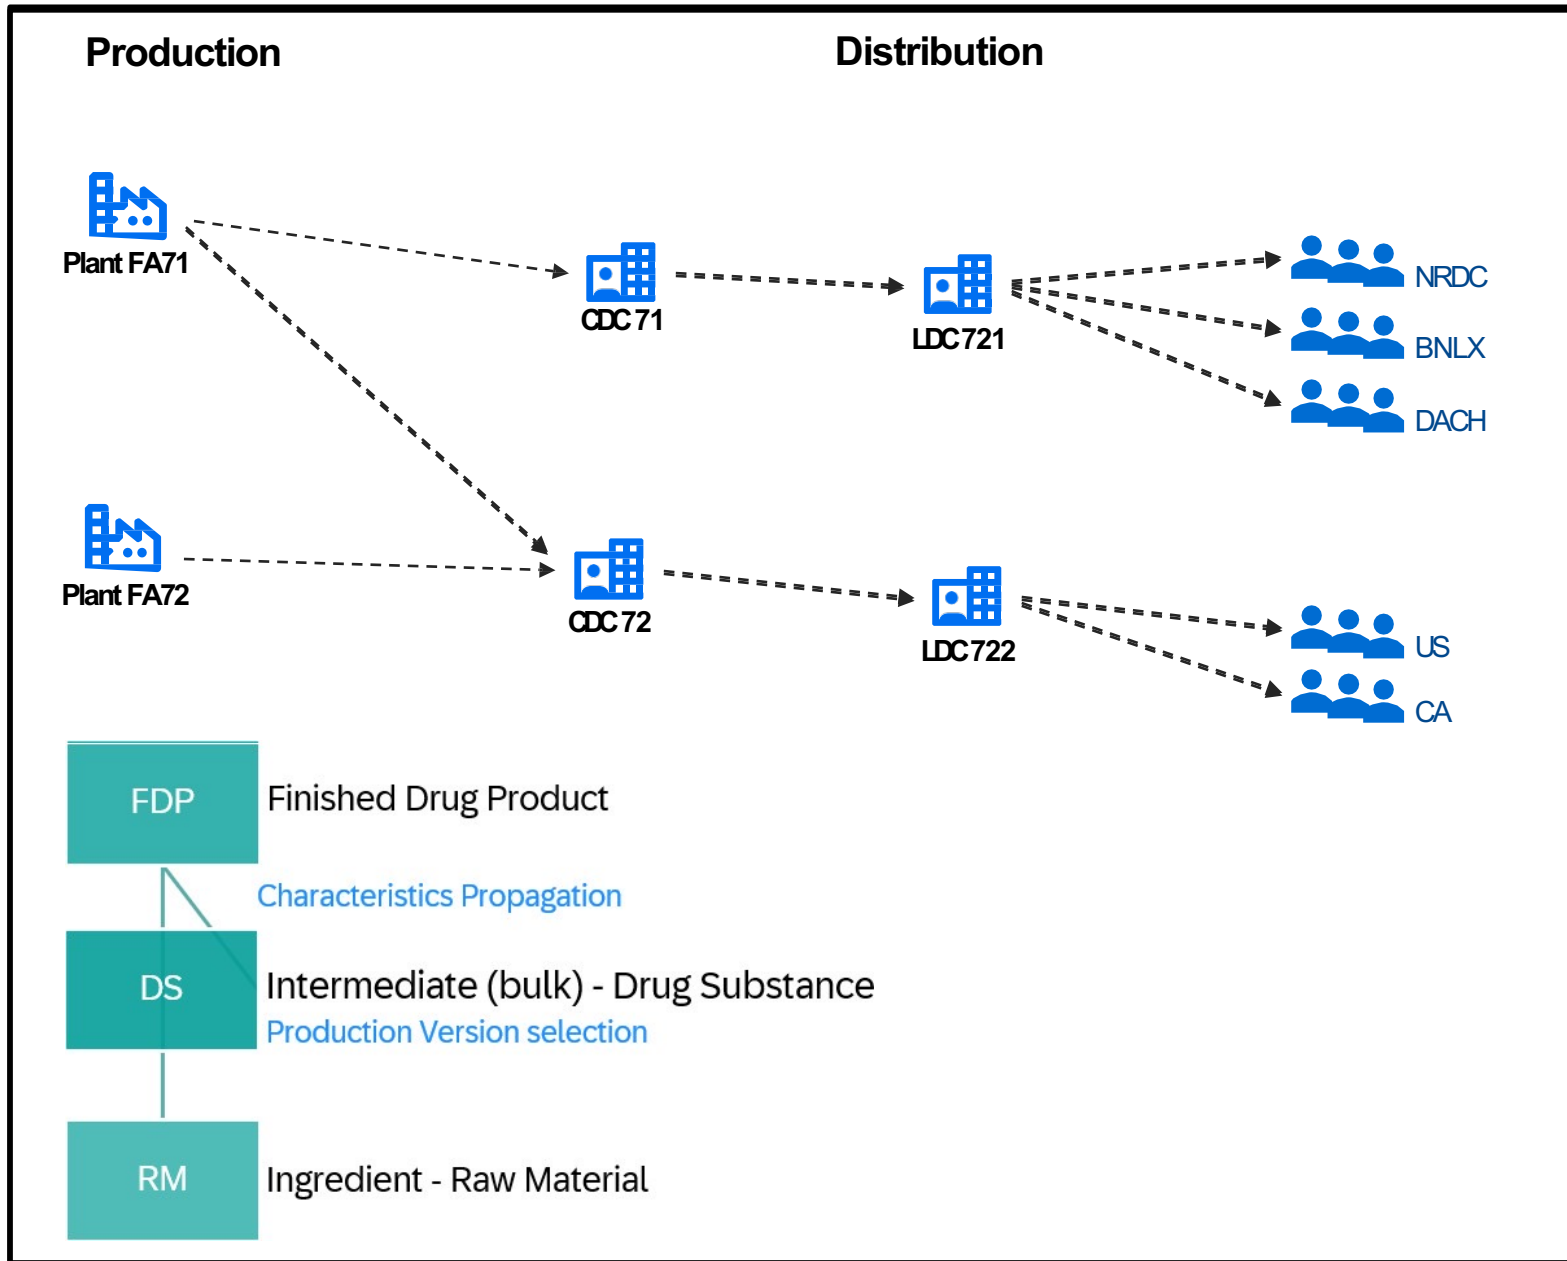 Production
Distribution
Plant FA71
CDC 71
LDC 721
NRDC
BNLX
DACH
Plant FA72
CDC 72
LDC 722
US
CA
FDP
Finished Drug Product
Characteristics Propagation
DS
Intermediate (bulk) - Drug Substance
Production Version selection
RM
Ingredient - Raw Material